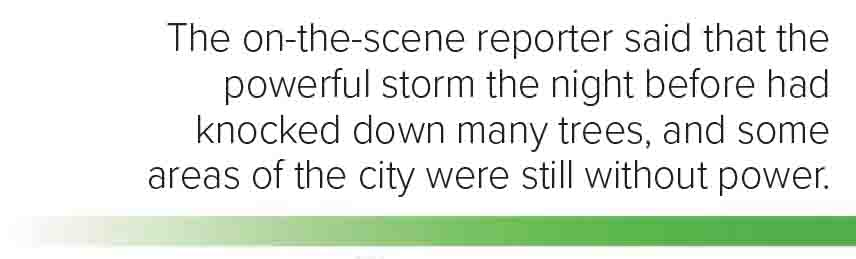 The on-the-scene reporter said that the
powerful storm the night before had
knocked down many trees, and some
areas of the city were still without power.